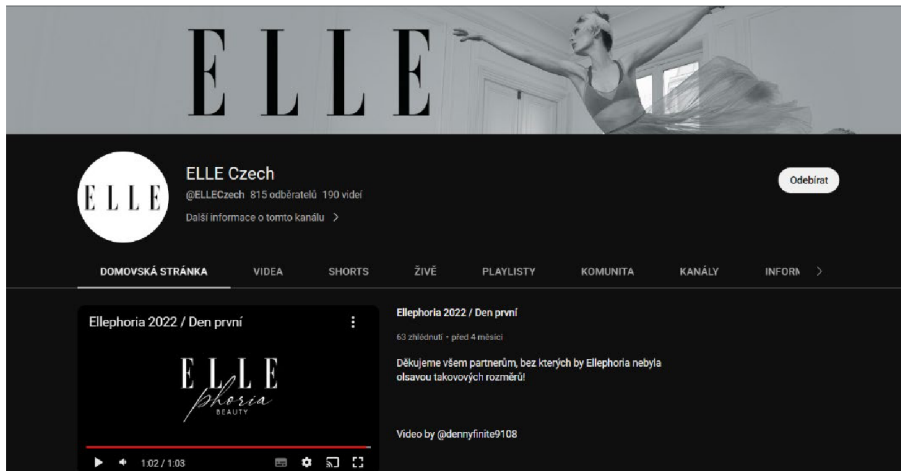 ELLE
ELLE
ELLE Czech
@ELLECzech 815 odběratelů 190 videí
Další informace o tomto kanálu >
Odebírat
DOMOVSKÁ STRÁNKA VIDEA SHORTS ŽIVĚ PLAYLISTY KOMUNITA KANÁLY INFORM >
Ellephoria 2022 / Den první
ELLE
phoria
BEAUTY
1:02 / 1:03
Ellephoria 2022 / Den první
63 zhlédnutí • před 4 měsíci
Děkujeme všem partnerům, bez kterých by Ellephoria nebyla
olsavou takovových rozměrů!
Video by @dennyfinite9108